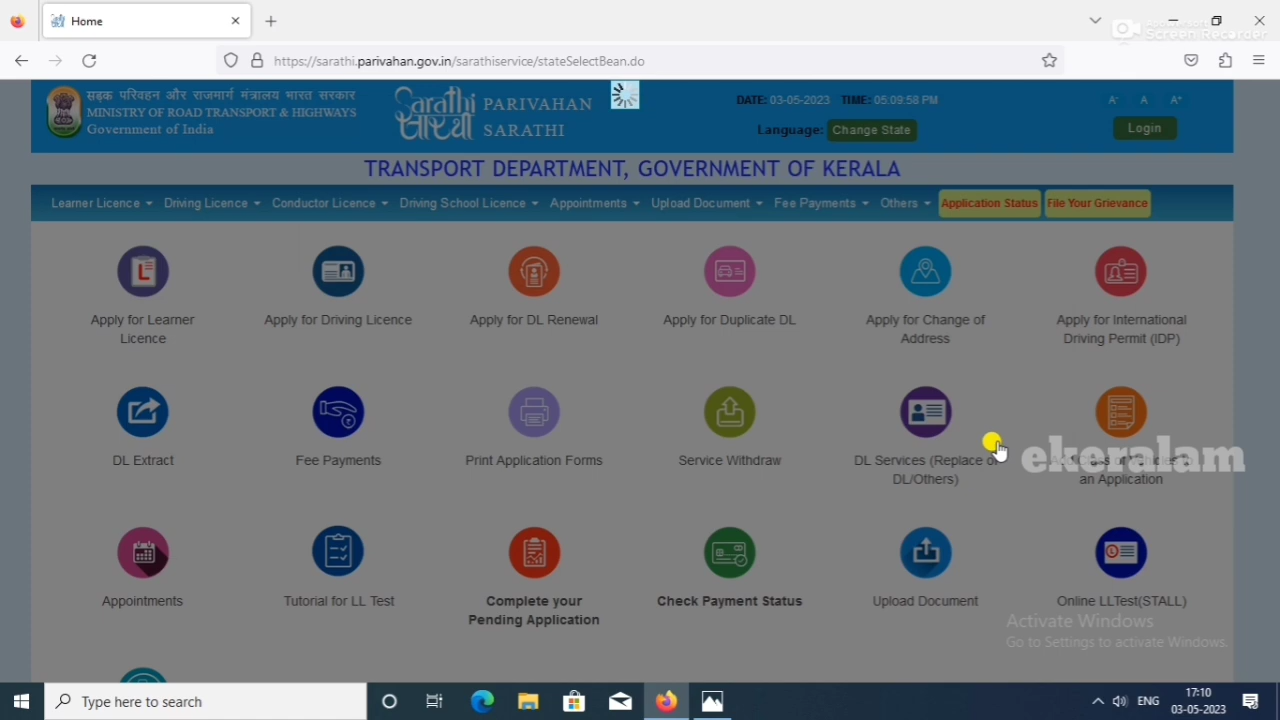 Home
Screen Recorder
https://sarathi.parivahan.gov.in/sarathiservice/stateSelectBean.do
सड़क परिवहन और राजमार्ग मंत्रालय भारत सरकार
MINISTRY OF ROAD TRANSPORT & HIGHWAYS
Government of India
Sarathi
सारथी
PARIVAHAN
SARATHI
DATE: 03-05-2023 TIME: 05:09:58 PM
Language: Change State
A- A A+
Login
TRANSPORT DEPARTMENT, GOVERNMENT OF KERALA
Learner Licence Driving Licence Conductor Licence Driving School Licence Appointments Upload Document Fee Payments Others Application Status File Your Grievance
Apply for Learner
Licence
Apply for Driving Licence
Apply for DL Renewal
Apply for Duplicate DL
Apply for Change of
Address
Apply for International
Driving Permit (IDP)
DL Extract
Fee Payments
Print Application Forms
Service Withdraw
DL Services (Replace of
DL/Others)
ekeralam
an Application
Appointments
Tutorial for LL Test
Complete your
Pending Application
Check Payment Status
Upload Document
Online LLTest(STALL)
Activate Windows
Go to Settings to activate Windows.
Type here to search
ENG
17:10
03-05-2023